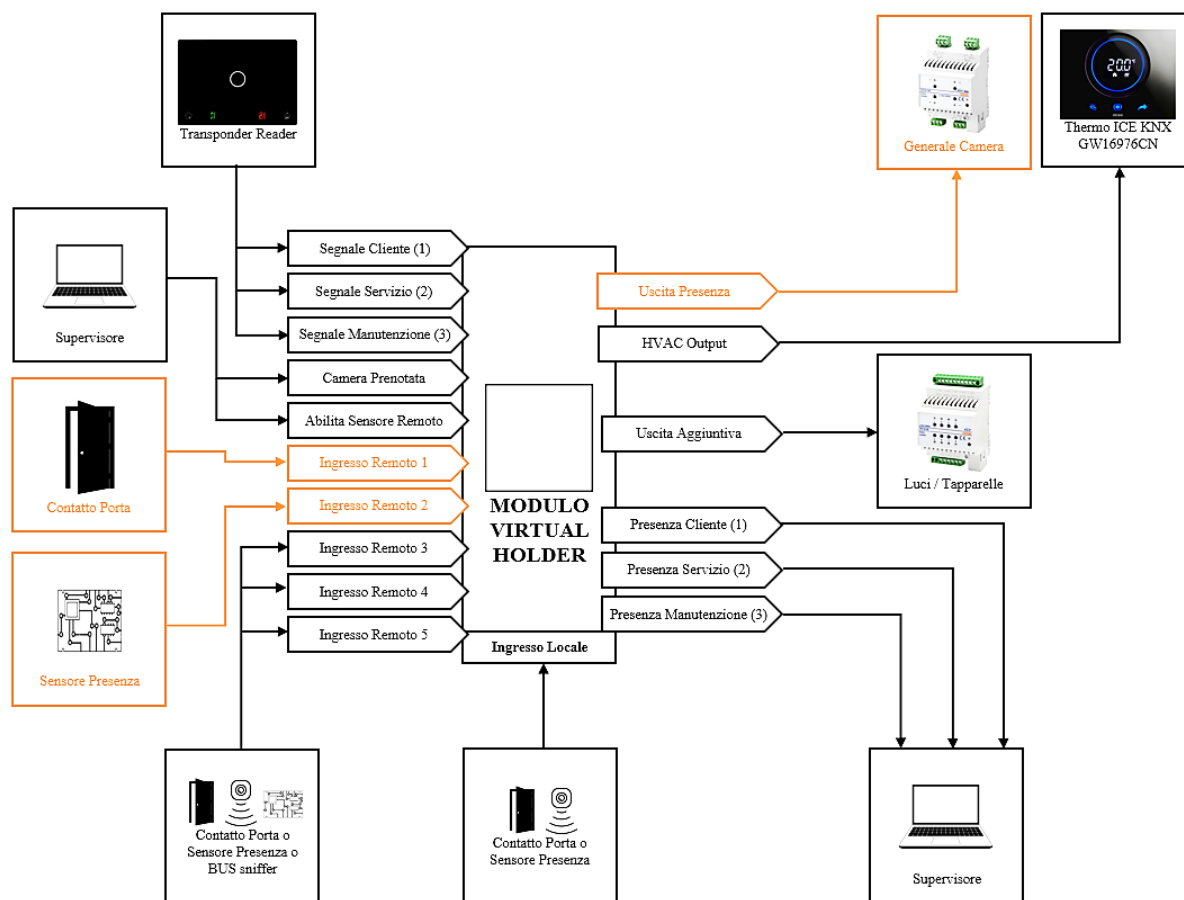 Transponder Reader
Generale Camera
20.0°
Thermo ICE KNX
GW16976CN
Supervisore
Segnale Cliente (1)
Segnale Servizio (2)
Segnale Manutenzione (3)
Camera Prenotata
Abilita Sensore Remoto
Ingresso Remoto 1
Ingresso Remoto 2
Ingresso Remoto 3
Ingresso Remoto 4
Ingresso Remoto 5
Contatto Porta
Sensore Presenza
MODULO
VIRTUAL
HOLDER
Ingresso Locale
Uscita Presenza
HVAC Output
Uscita Aggiuntiva
Presenza Cliente (1)
Presenza Servizio (2)
Presenza Manutenzione (3)
Luci / Tapparelle
Contatto Porta o
Sensore Presenza o
BUS sniffer
Contatto Porta o
Sensore Presenza
Supervisore